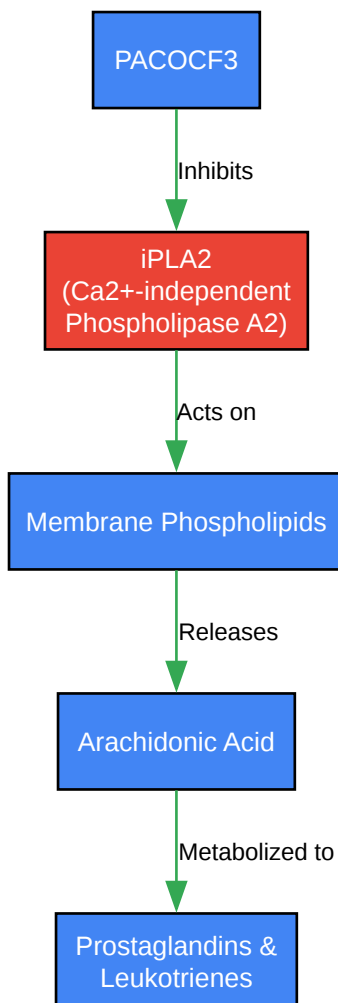 PACOCF3
Inhibits
iPLA2
(Ca2+-independent
Phospholipase A2)
Acts on
Membrane Phospholipids
Releases
Arachidonic Acid
Metabolized to
Prostaglandins &
Leukotrienes